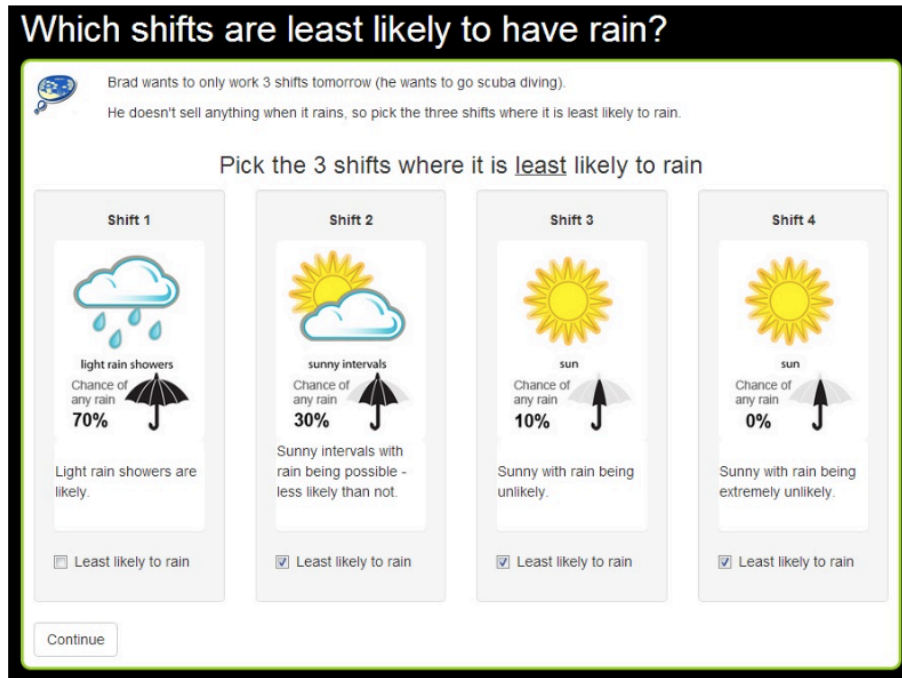 Which shifts are least likely to have rain?
Brad wants to only work 3 shifts tomorrow (he wants to go scuba diving).
He doesn't sell anything when it rains, so pick the three shifts where it is least likely to rain.
Pick the 3 shifts where it is least likely to rain
Shift 1
light rain showers
Chance of
any rain
70%
Light rain showers are
likely.
Least likely to rain
Shift 2
sunny intervals
Chance of
any rain
30%
Sunny intervals with
rain being possible -
less likely than not.
Least likely to rain
Shift 3
sun
Chance of
any rain
10%
Sunny with rain being
unlikely.
Least likely to rain
Shift 4
sun
Chance of
any rain
0%
Sunny with rain being
extremely unlikely.
Least likely to rain
Continue